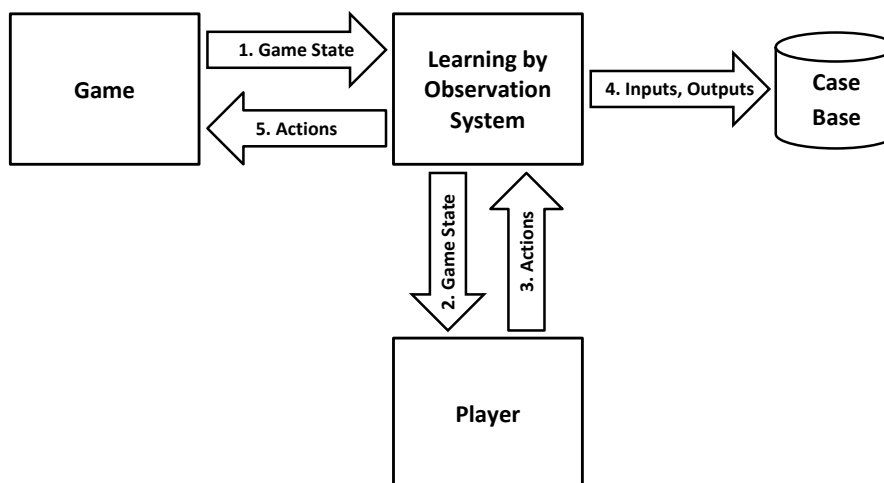 Game
1. Game State
5. Actions
Learning by
Observation
System
4. Inputs, Outputs
Case
Base
2. Game State
3. Actions
Player